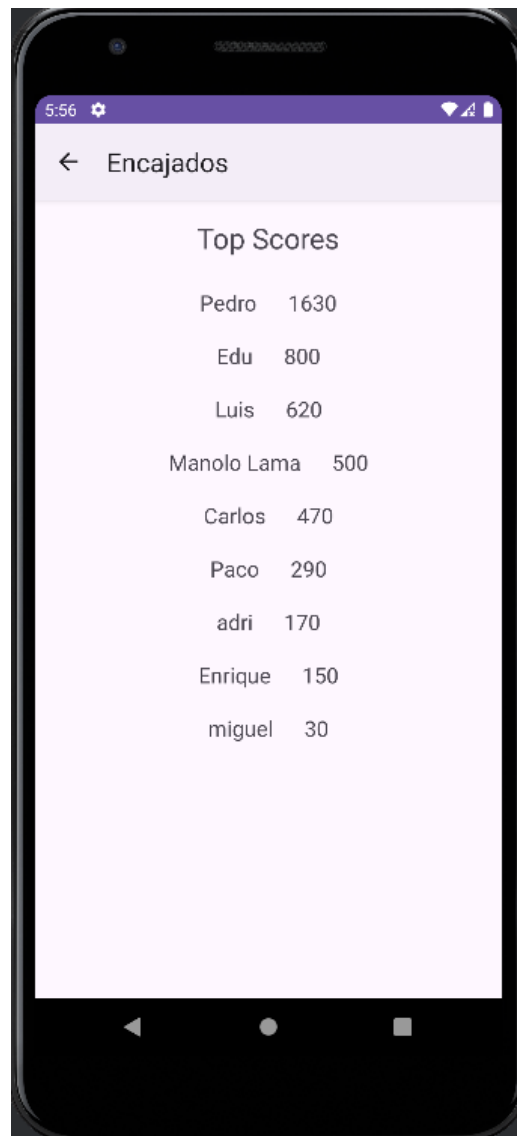 5:56
Encajados
Top Scores
Pedro 1630
Edu 800
Luis 620
Manolo Lama 500
Carlos 470
Paco 290
adri 170
Enrique 150
miguel 30